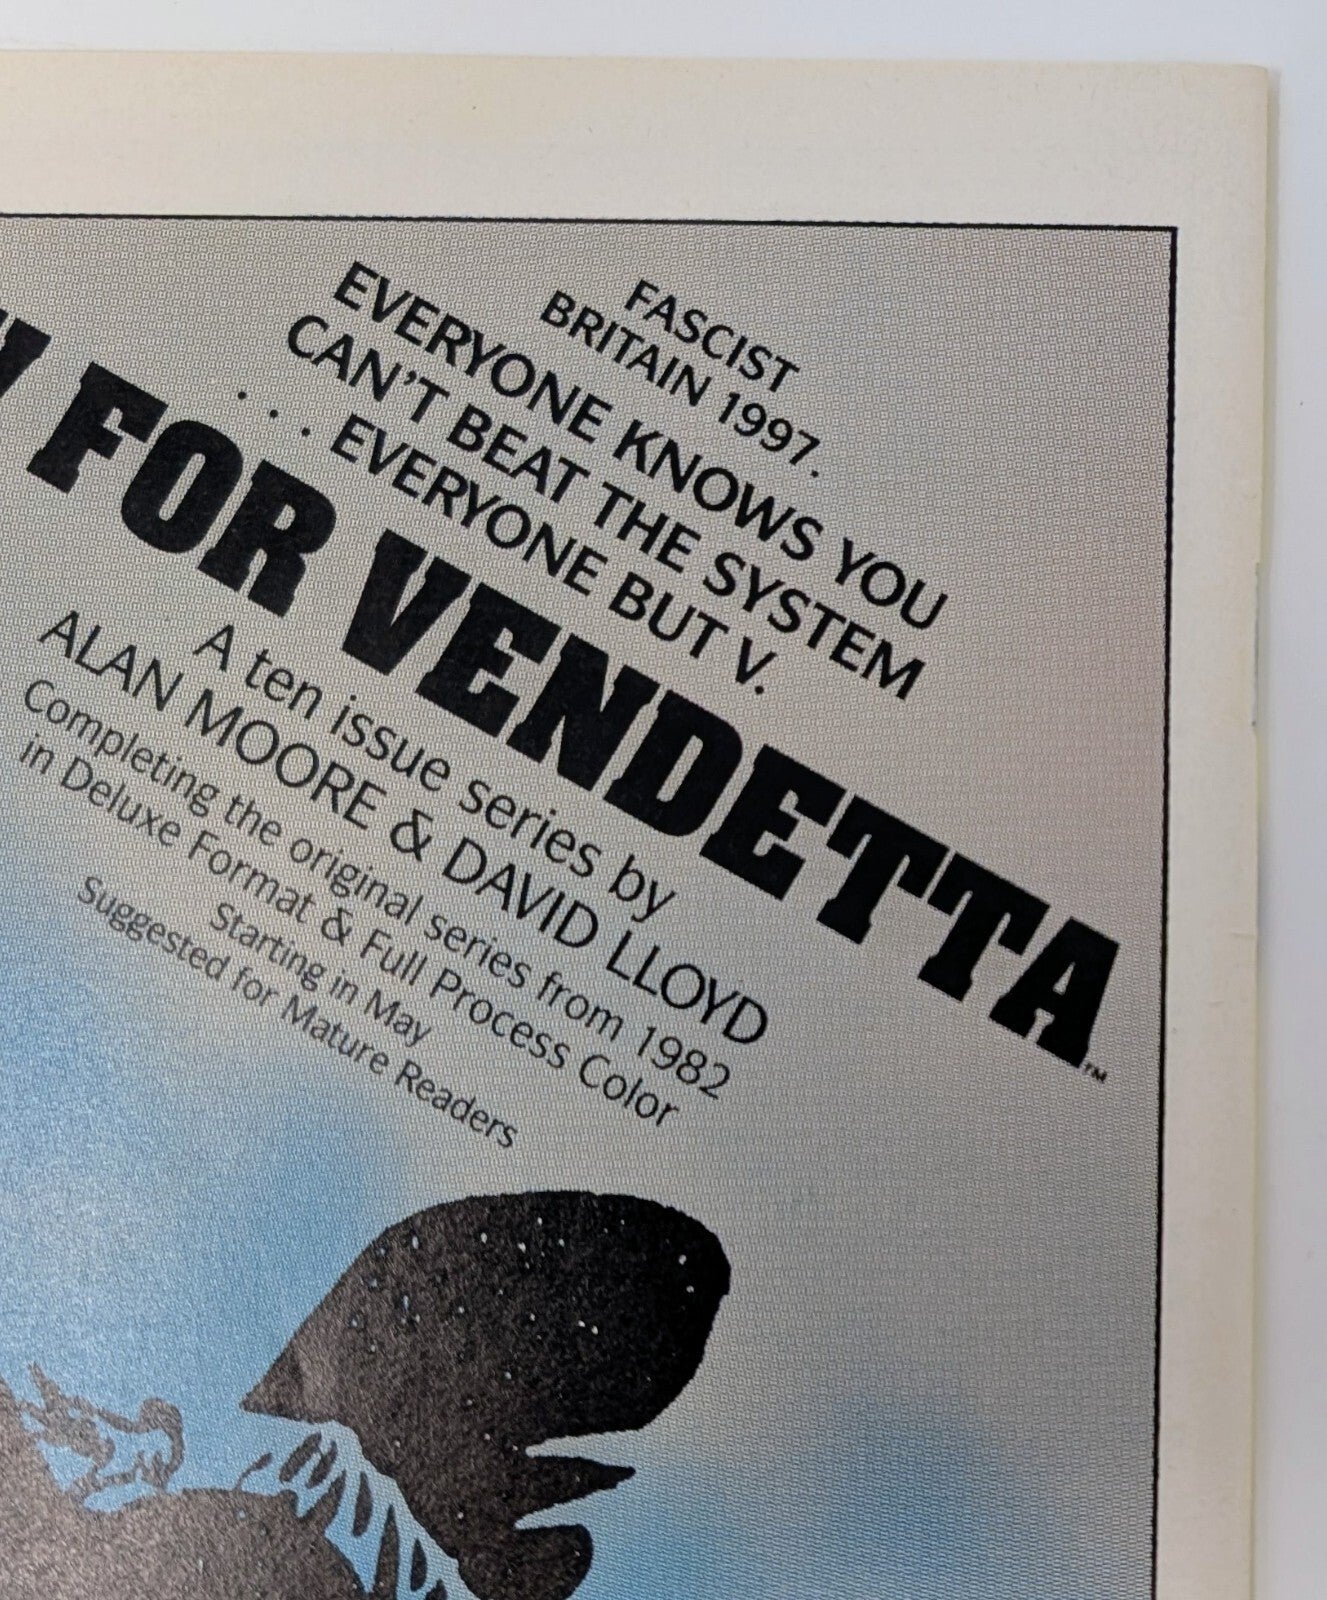 FASCIST
BRITAIN 1997.
EVERYONE KNOWS YOU
CAN'T BEAT THE SYSTEM
. . . EVERYONE BUT V.
V FOR VENDETTA™
A ten issue series by
ALAN MOORE & DAVID LLOYD
Completing the original series from 1982
in Deluxe Format & Full Process Color
Starting in May
Suggested for Mature Readers